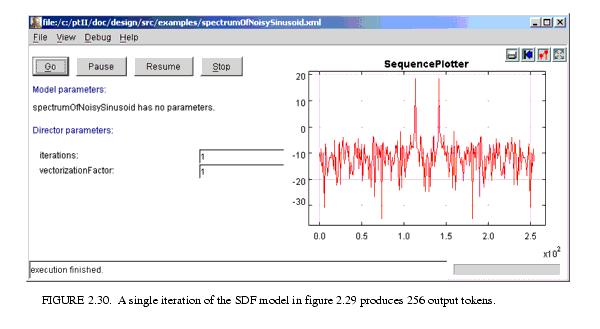 file:/c:/ptII/doc/design/src/examples/spectrumOfNoisySinusoid.xml
File View Debug Help
Go Pause Resume Stop
Model parameters:
spectrumOfNoisySinusoid has no parameters.
Director parameters:
iterations: 1
vectorizationFactor: 1
SequencePlotter
20
10
0
-10
-20
-30
0.0 0.5 1.0 1.5 2.0 2.5
x10^2
execution finished.
FIGURE 2.30. A single iteration of the SDF model in figure 2.29 produces 256 output tokens.